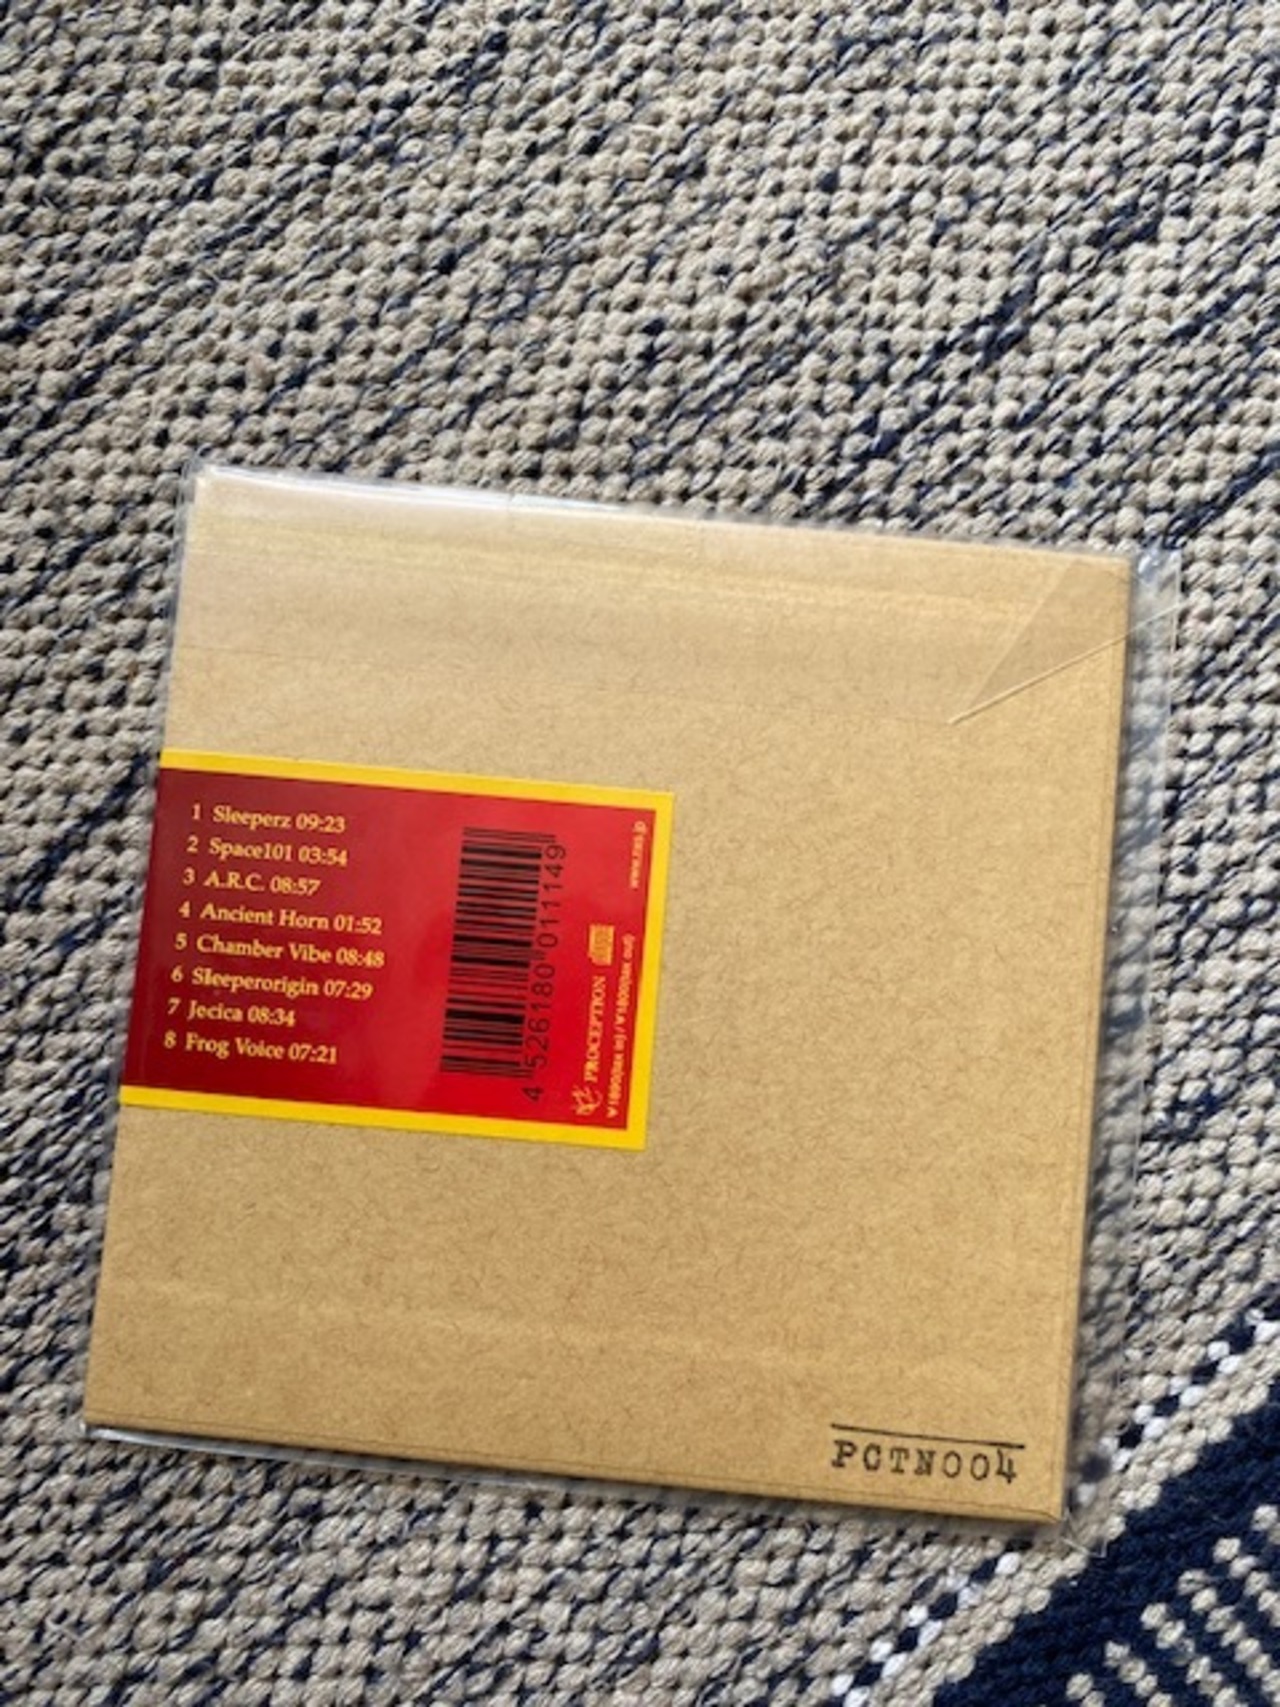 1 Sleeperz 09:23
2 Space101 03:54
3 A.R.C. 08:57
4 Ancient Horn 01:52
5 Chamber Vibe 08:48
6 Sleeperorigin 07:29
7 Jecica 08:34
8 Frog Voice 07:21
4 526180 011149
PROCEPTION
PCTN004